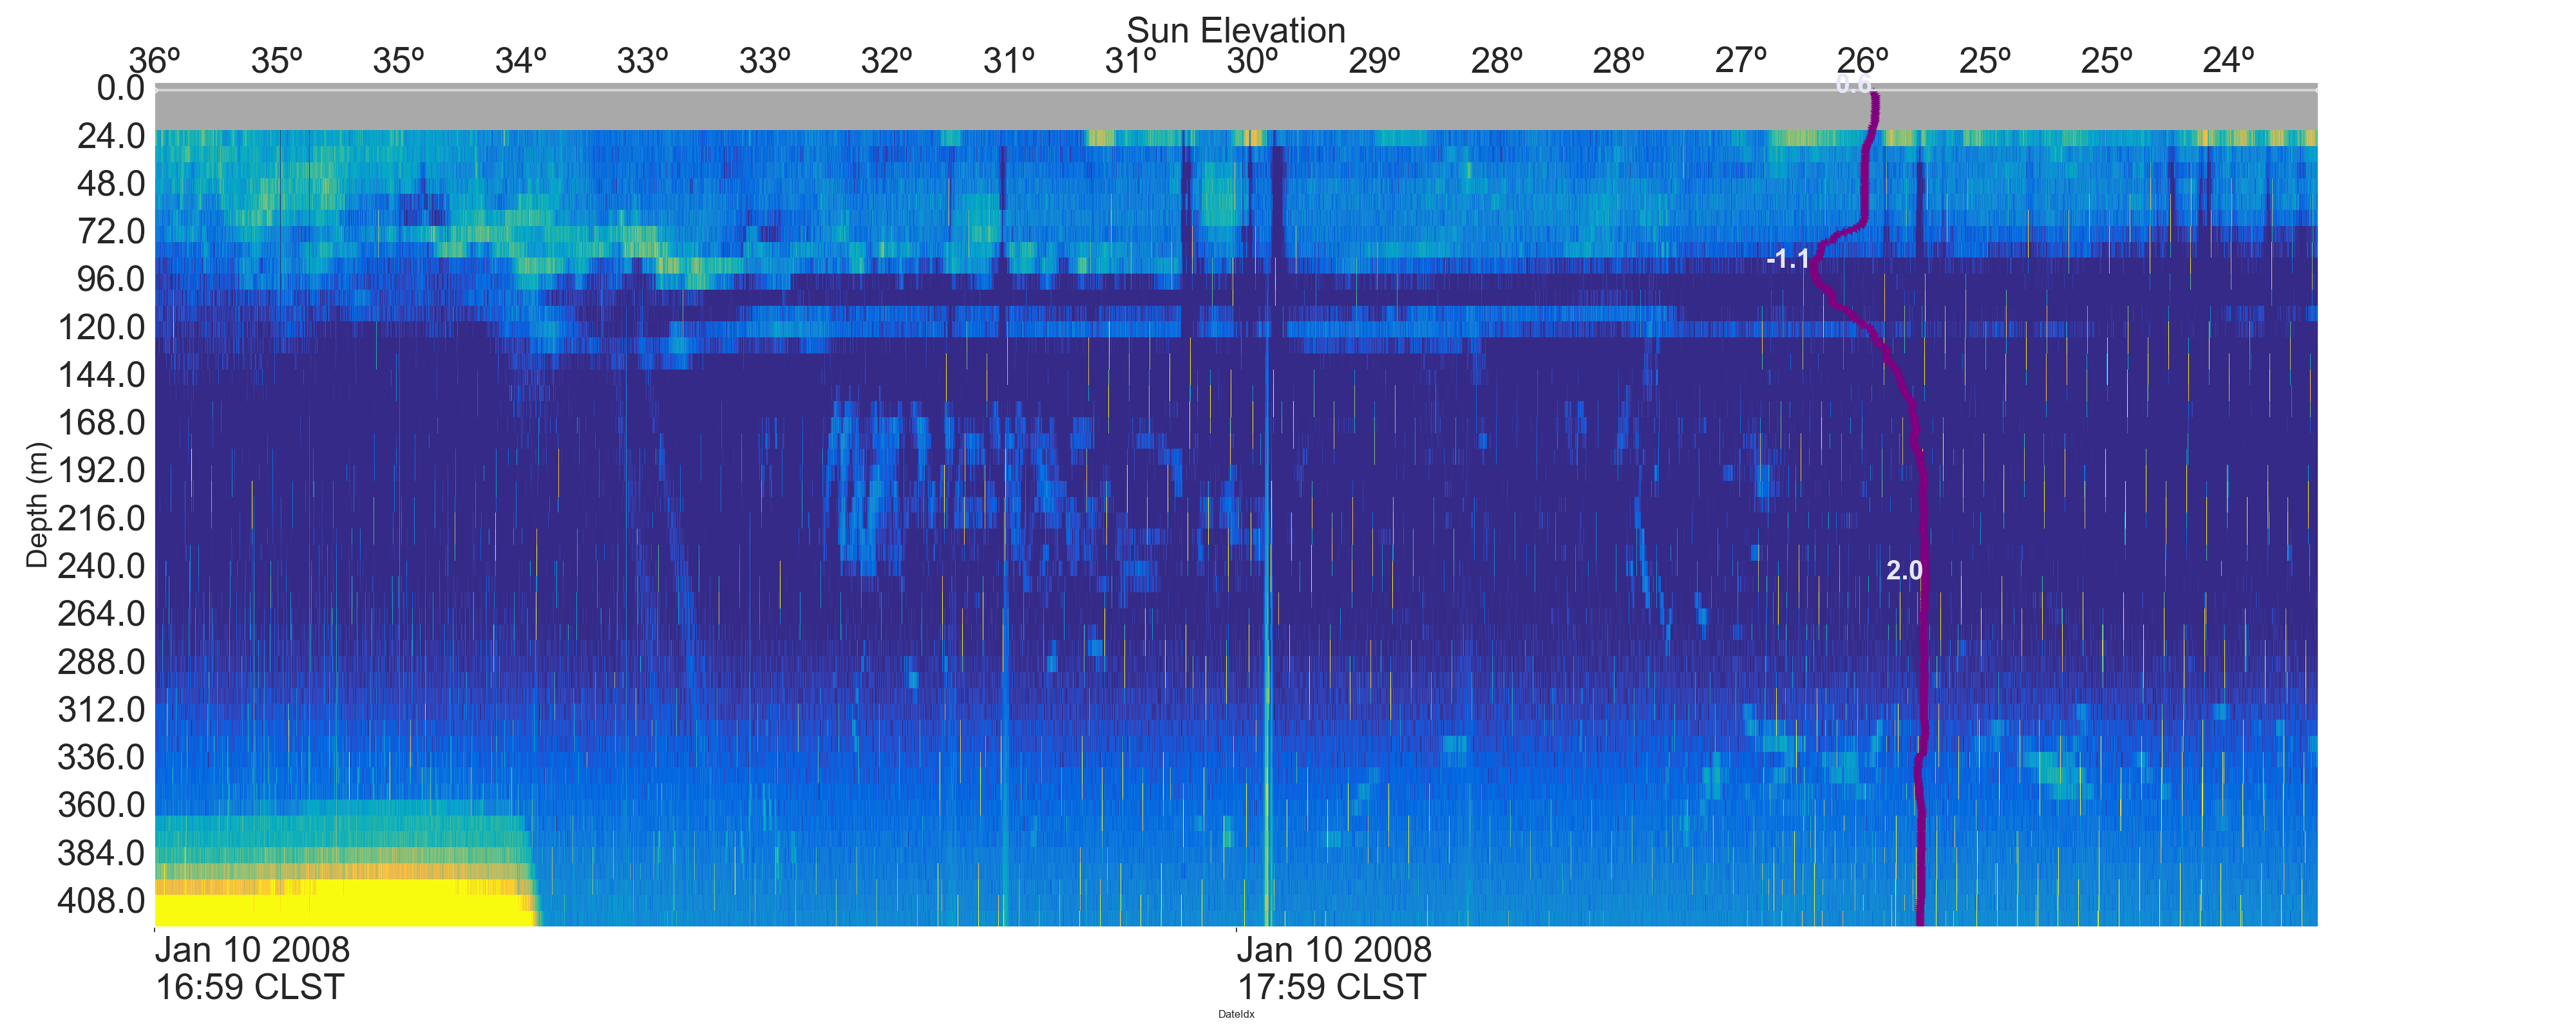 Sun Elevation
36º 35º 35º 34º 33º 33º 32º 31º 31º 30º 29º 28º 28º 27º 26º 25º 25º 24º
0.0
0.6
24.0
48.0
72.0
-1.1
96.0
120.0
144.0
168.0
192.0
216.0
240.0
2.0
264.0
288.0
312.0
336.0
360.0
384.0
408.0
Depth (m)
Jan 10 2008
16:59 CLST
Jan 10 2008
17:59 CLST
DateIdx